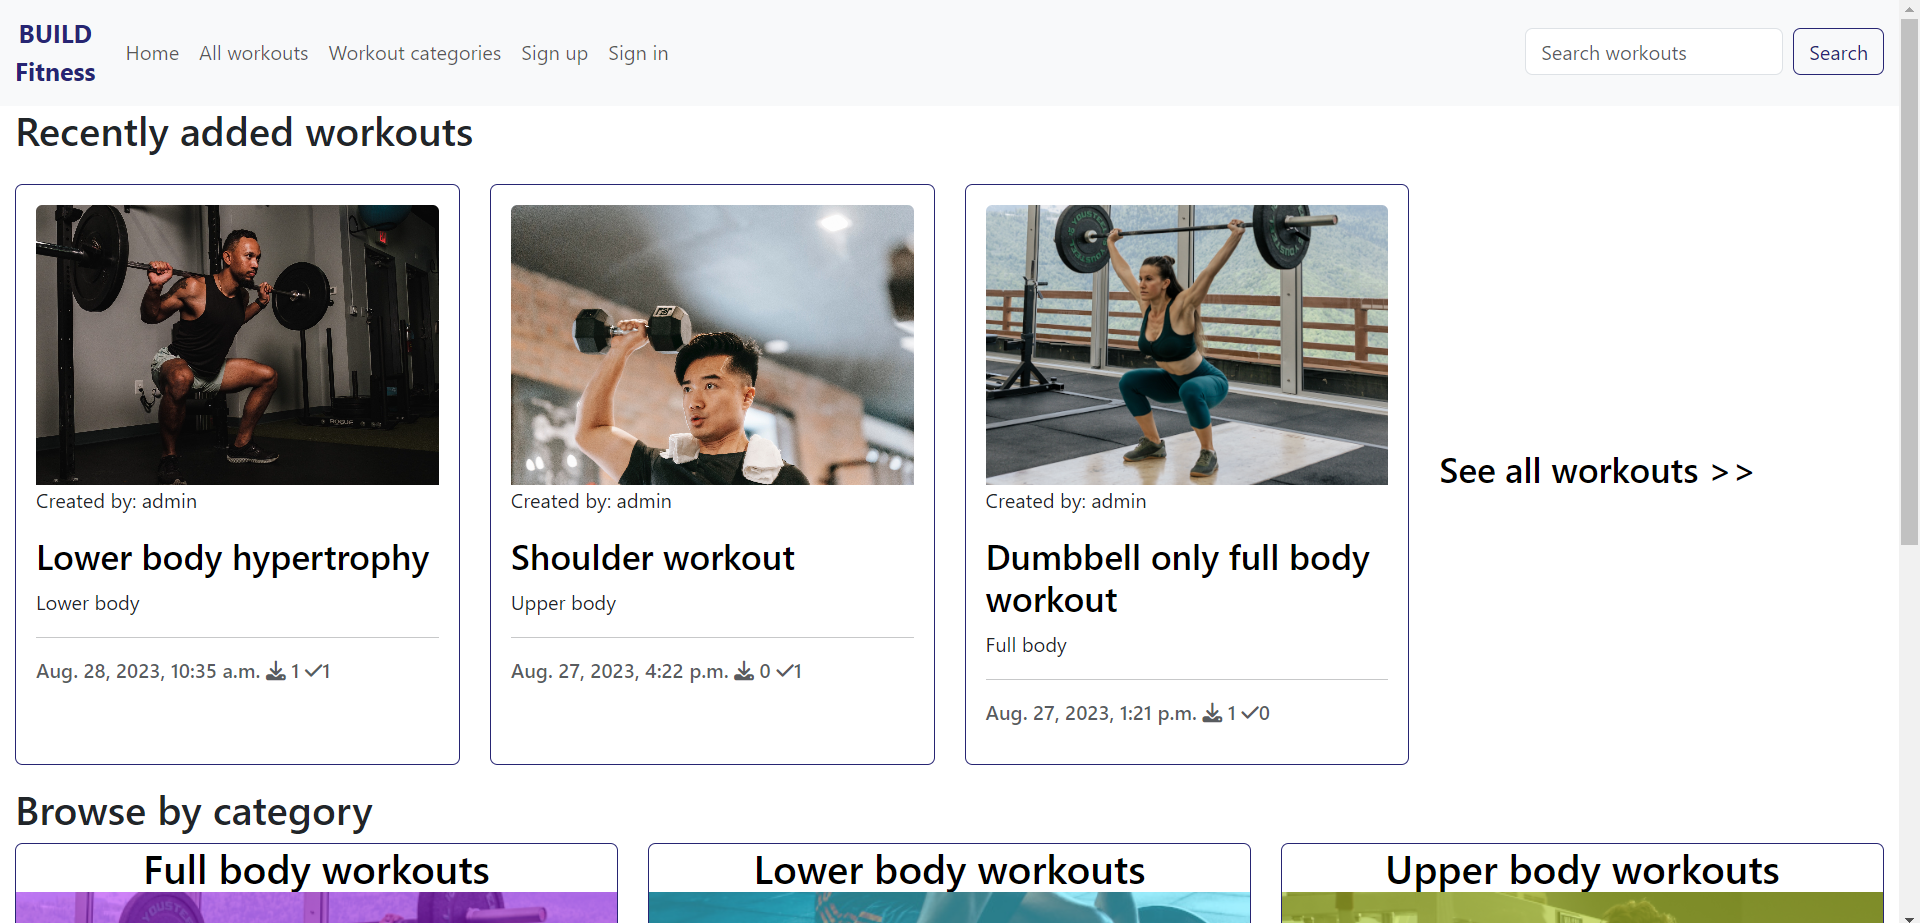 BUILD
Fitness
Home
All workouts
Workout categories
Sign up
Sign in
Search workouts
Search
Recently added workouts
ROGUE
YOUSTEEL
Created by: admin
Lower body hypertrophy
Lower body
Aug. 28, 2023, 10:35 a.m. 1 1
Created by: admin
Shoulder workout
Upper body
Aug. 27, 2023, 4:22 p.m. 0 1
Created by: admin
Dumbbell only full body
workout
Full body
Aug. 27, 2023, 1:21 p.m. 1 0
See all workouts >>
Browse by category
Full body workouts
Lower body workouts
Upper body workouts